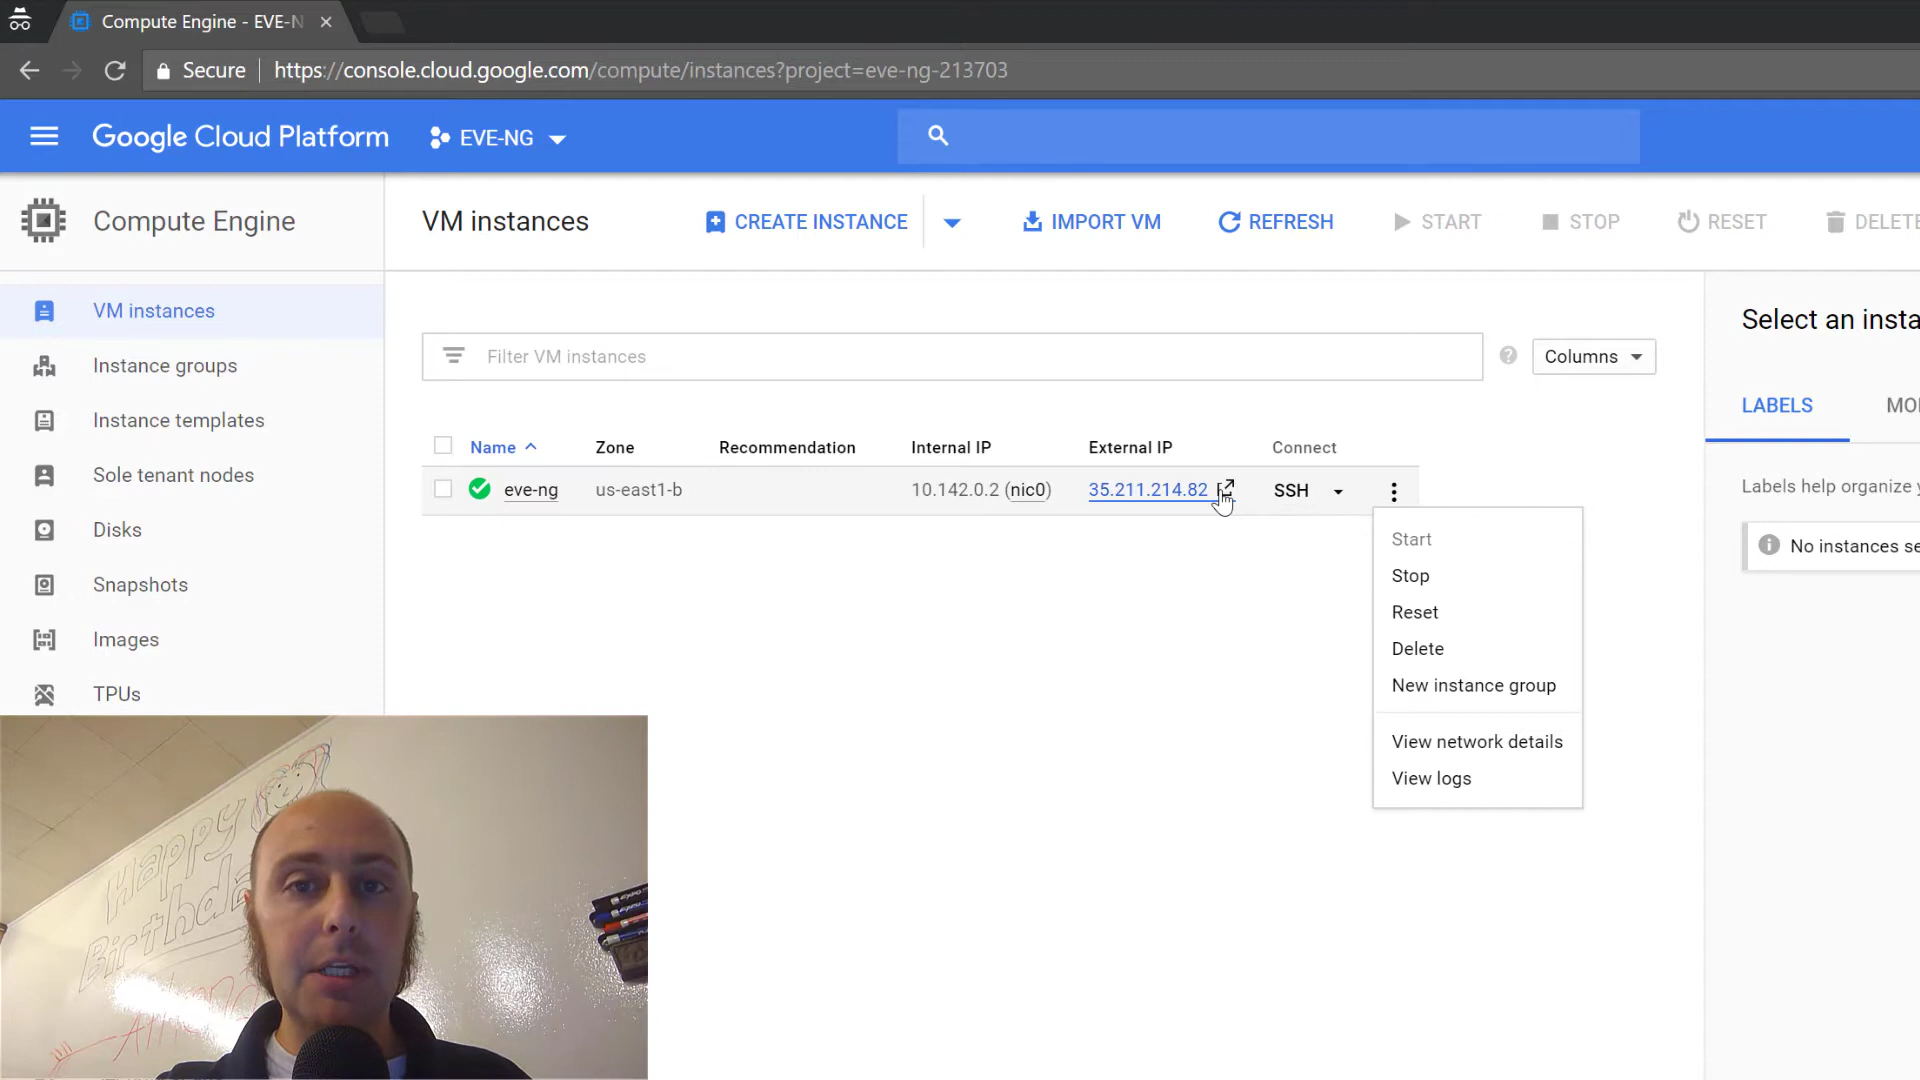 Compute Engine - EVE-N
Secure https://console.cloud.google.com/compute/instances?project=eve-ng-213703
Google Cloud Platform EVE-NG
Compute Engine
VM instances CREATE INSTANCE IMPORT VM REFRESH START STOP RESET DELETE
VM instances
Instance groups
Instance templates
Sole tenant nodes
Disks
Snapshots
Images
TPUs
Filter VM instances
Columns
Name Zone Recommendation Internal IP External IP Connect
eve-ng us-east1-b 10.142.0.2 (nic0) 35.211.214.82 SSH
Start
Stop
Reset
Delete
New instance group
View network details
View logs
Select an insta
LABELS MO
Labels help organize y
No instances se
Happy
Birthda